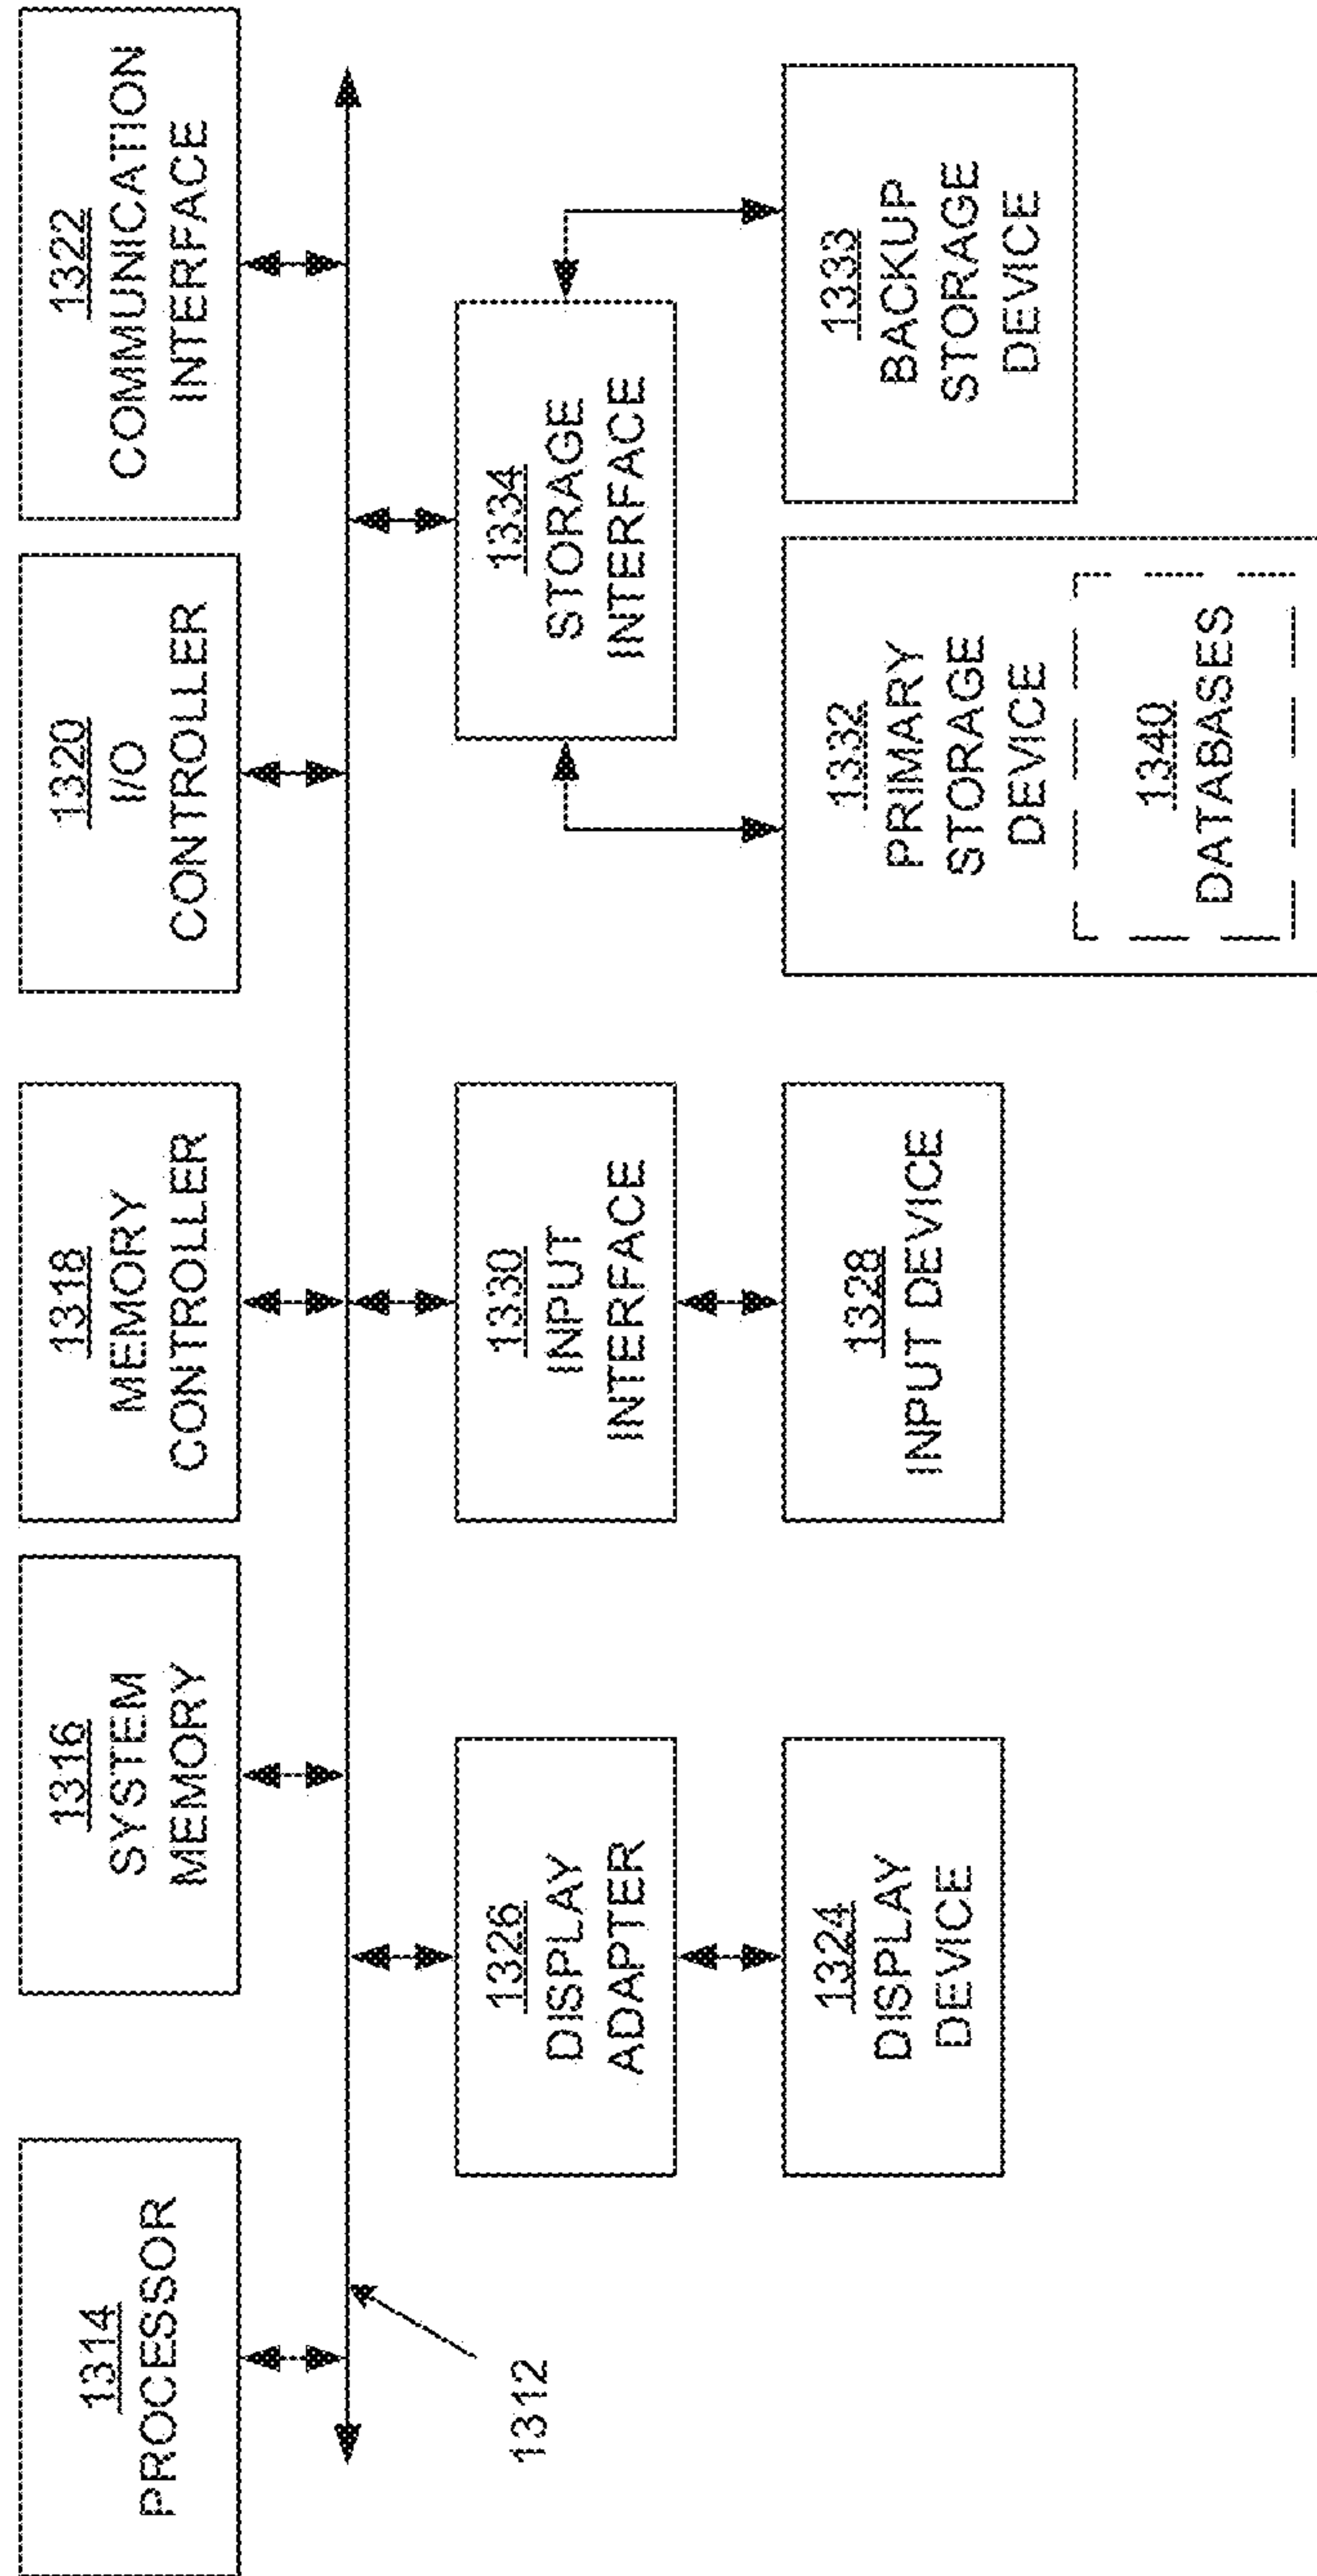 1314
PROCESSOR
1316
SYSTEM
MEMORY
1318
MEMORY
CONTROLLER
1320
I/O
CONTROLLER
1322
COMMUNICATION
INTERFACE
1312
1326
DISPLAY
ADAPTER
1330
INPUT
INTERFACE
1334
STORAGE
INTERFACE
1324
DISPLAY
DEVICE
1328
INPUT DEVICE
1332
PRIMARY
STORAGE
DEVICE
1340
DATABASES
1333
BACKUP
STORAGE
DEVICE